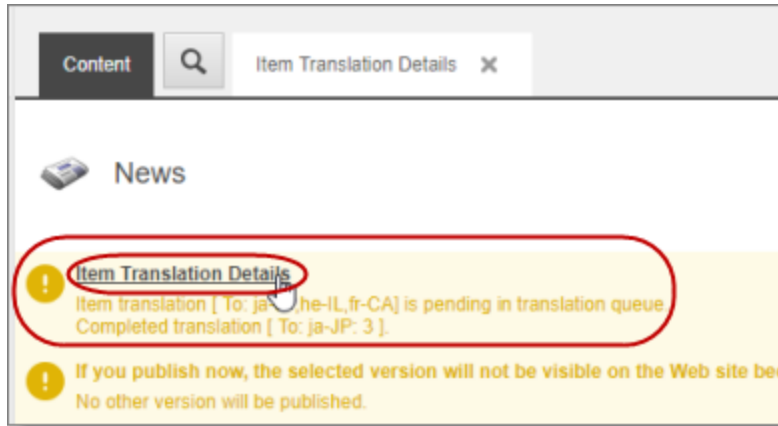 Content
Item Translation Details
News
Item Translation Details
Item translation [ To: ,he-IL,fr-CA] is pending in translation queue.
Completed translation [ To: ja-JP: 3 ].
If you publish now, the selected version will not be visible on the Web site
No other version will be published.